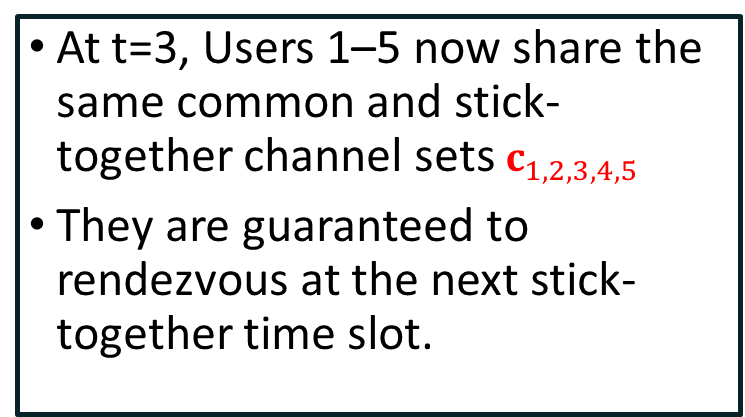 • At t=3, Users 1–5 now share the
same common and stick-
together channel sets c₁,₂,₃,₄,₅
• They are guaranteed to
rendezvous at the next stick-
together time slot.